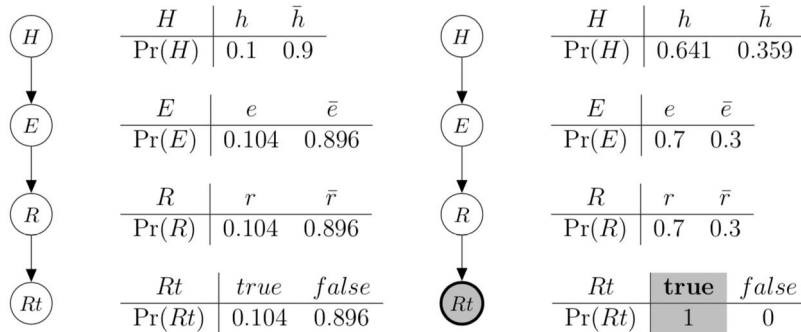 H H h h̄ H H h h̄
Pr(H) 0.1 0.9 Pr(H) 0.641 0.359
E E e ē E E e ē
Pr(E) 0.104 0.896 Pr(E) 0.7 0.3
R R r r̄ R R r r̄
Pr(R) 0.104 0.896 Pr(R) 0.7 0.3
Rt Rt true false Rt Rt true false
Pr(Rt) 0.104 0.896 Pr(Rt) 1 0